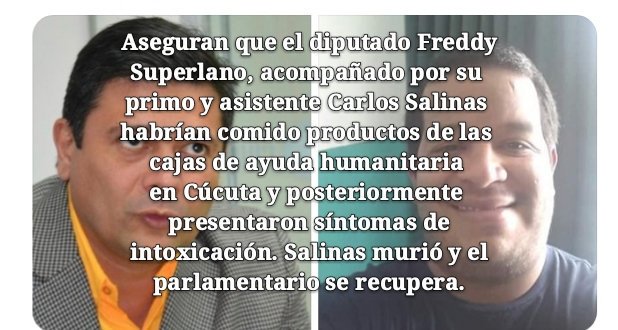 Aseguran que el diputado Freddy
Superlano, acompañado por su
primo y asistente Carlos Salinas
habrían comido productos de las
cajas de ayuda humanitaria
en Cúcuta y posteriormente
presentaron síntomas de
intoxicación. Salinas murió y el
parlamentario se recupera.